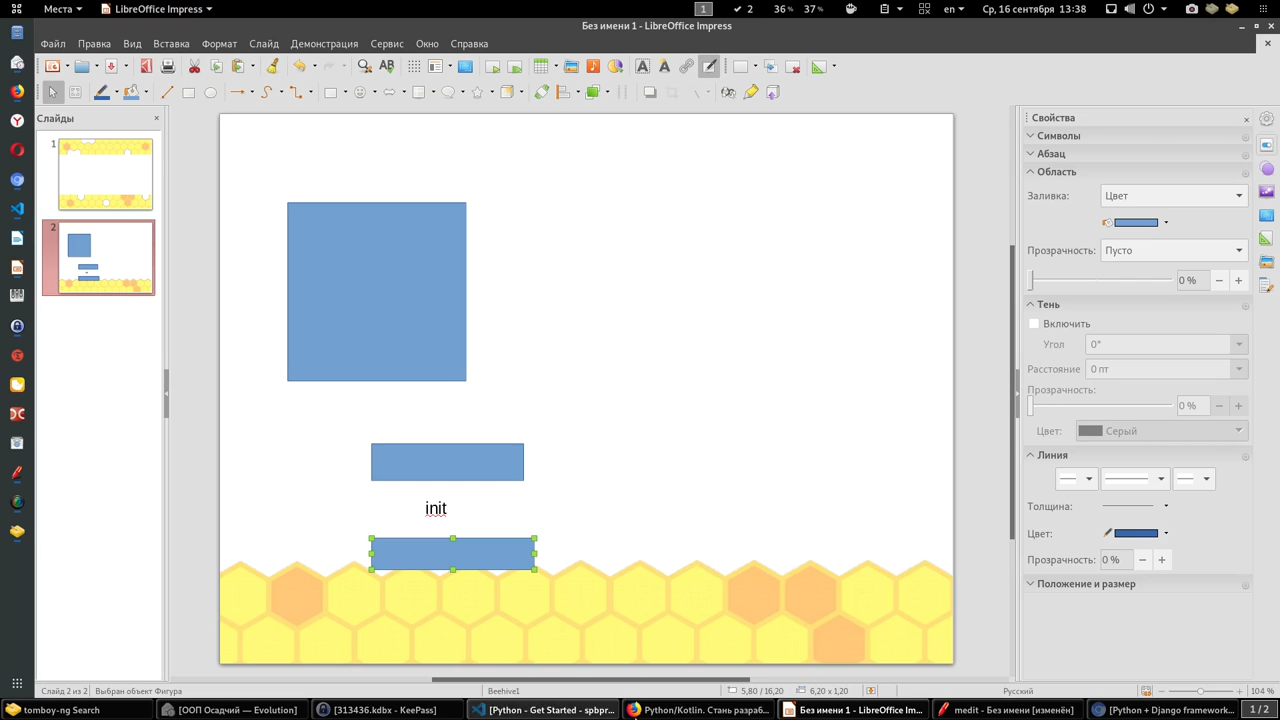 Места
LibreOffice Impress
1
2
36 %
37 %
en
Ср, 16 сентября  13:38
Без имени 1 - LibreOffice Impress
Файл Правка Вид Вставка Формат Слайд Демонстрация Сервис Окно Справка
Слайды
1
2
init
Свойства
Символы
Абзац
Область
Заливка: Цвет
Прозрачность: Пусто
0 %
Тень
Включить
Угол 0°
Расстояние 0 пт
Прозрачность:
0 %
Цвет: Серый
Линия
Толщина:
Цвет:
Прозрачность: 0 %
Положение и размер
Слайд 2 из 2 Выбран объект Фигура Beehive1 5,80 / 16,20 6,20 x 1,20 Русский 104 %
tomboy-ng Search
[ООП Осадчий — Evolution]
[313436.kdbx - KeePass]
[Python - Get Started - spbpr...
Python/Kotlin. Стань разраб...
Без имени 1 - LibreOffice Im...
medit - Без имени [изменён]
[Python + Django framework...
1 / 2